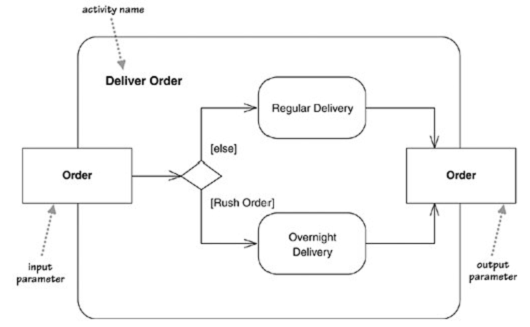 activity name
Deliver Order
Regular Delivery
[else]
Order
Order
[Rush Order]
Overnight
Delivery
input
parameter
output
parameter